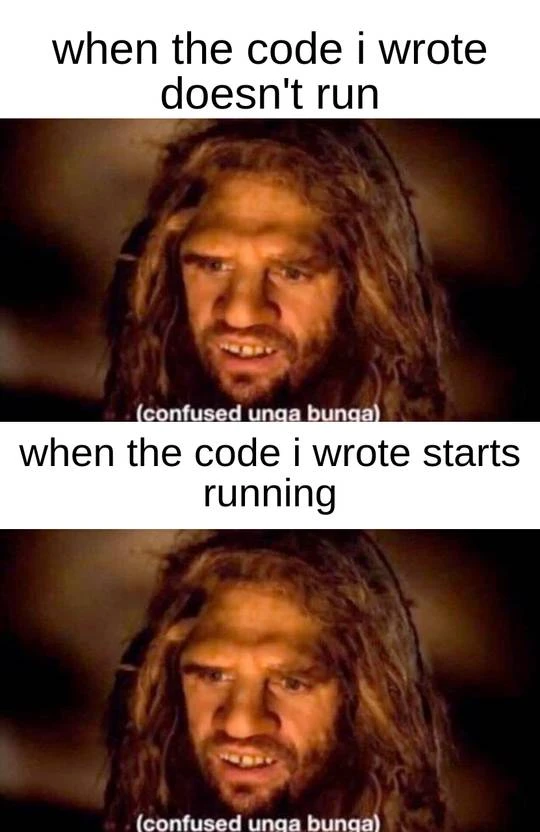 when the code i wrote
doesn't run
(confused unga bunga)
when the code i wrote starts
running
(confused unga bunga)